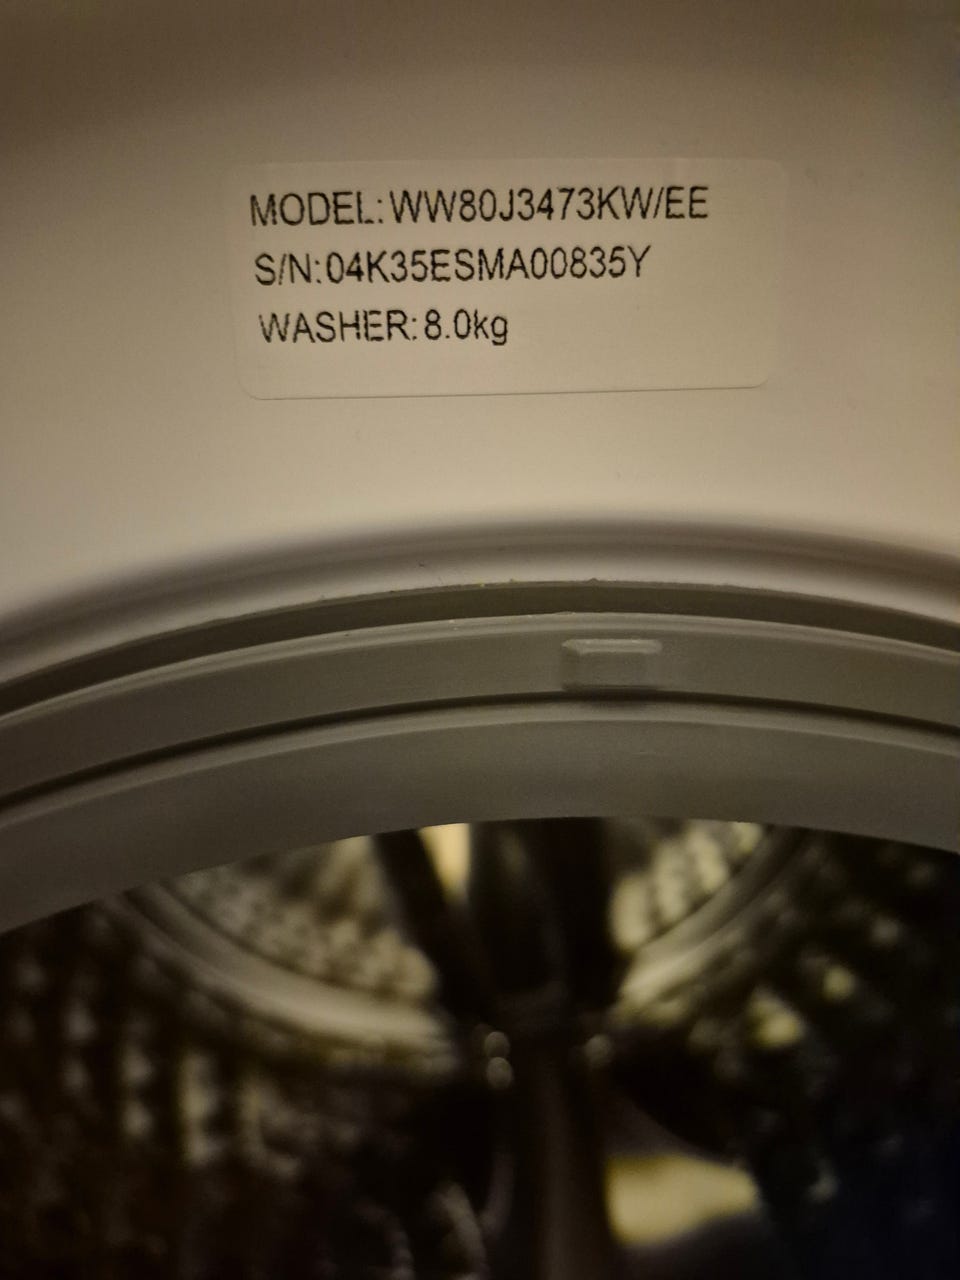 MODEL:WW80J3473KW/EE
S/N:04K35ESMA00835Y
WASHER:8.0kg